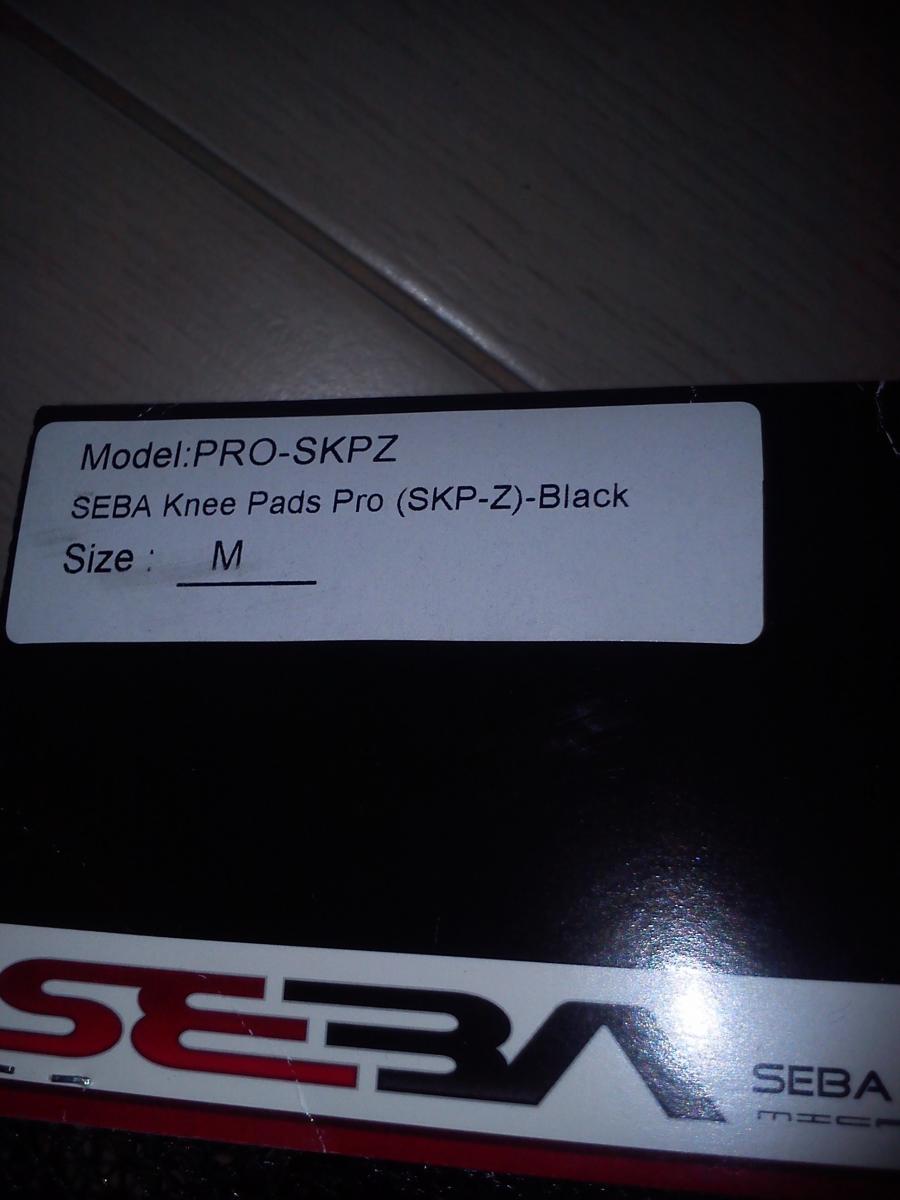 Model:PRO-SKPZ
SEBA Knee Pads Pro (SKP-Z)-Black
Size : M
SEBA
SEBA